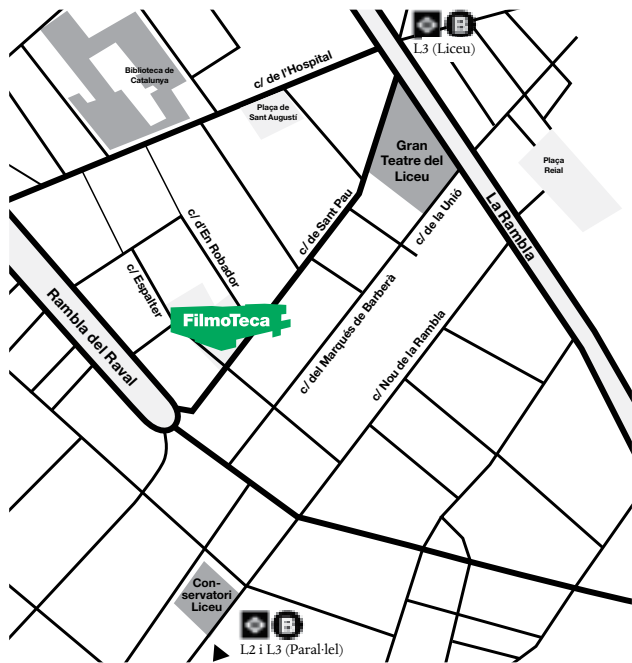 B
L3 (Liceu)
Biblioteca de
Catalunya
c/ de l'Hospital
Plaça de
Sant Augustí
Gran
Teatre del
Liceu
Plaça
Reial
c/ de la Unió
La Rambla
c/ de Sant Pau
c/ d'En Robador
c/ Espalter
FilmoTeca
Rambla del Raval
c/ del Marqués de Barberà
c/ Nou de la Rambla
Con-
servatori
Liceu
B
L2 i L3 (Paral·lel)